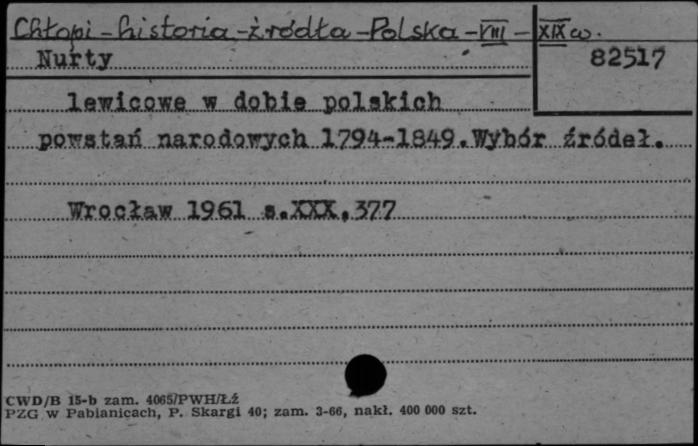 Chłopi - historia - źródła - Polska - VIII - XIX w.
Nurty 82517
lewicowe w dobie polskich
powstań narodowych 1794-1849.Wybór źródeł.
Wrocław 1961 s.XXX,377
CWD/B 15-b zam. 4065/PWH/Łź
PZG w Pabianicach, P. Skargi 40; zam. 3-66, nakł. 400 000 szt.